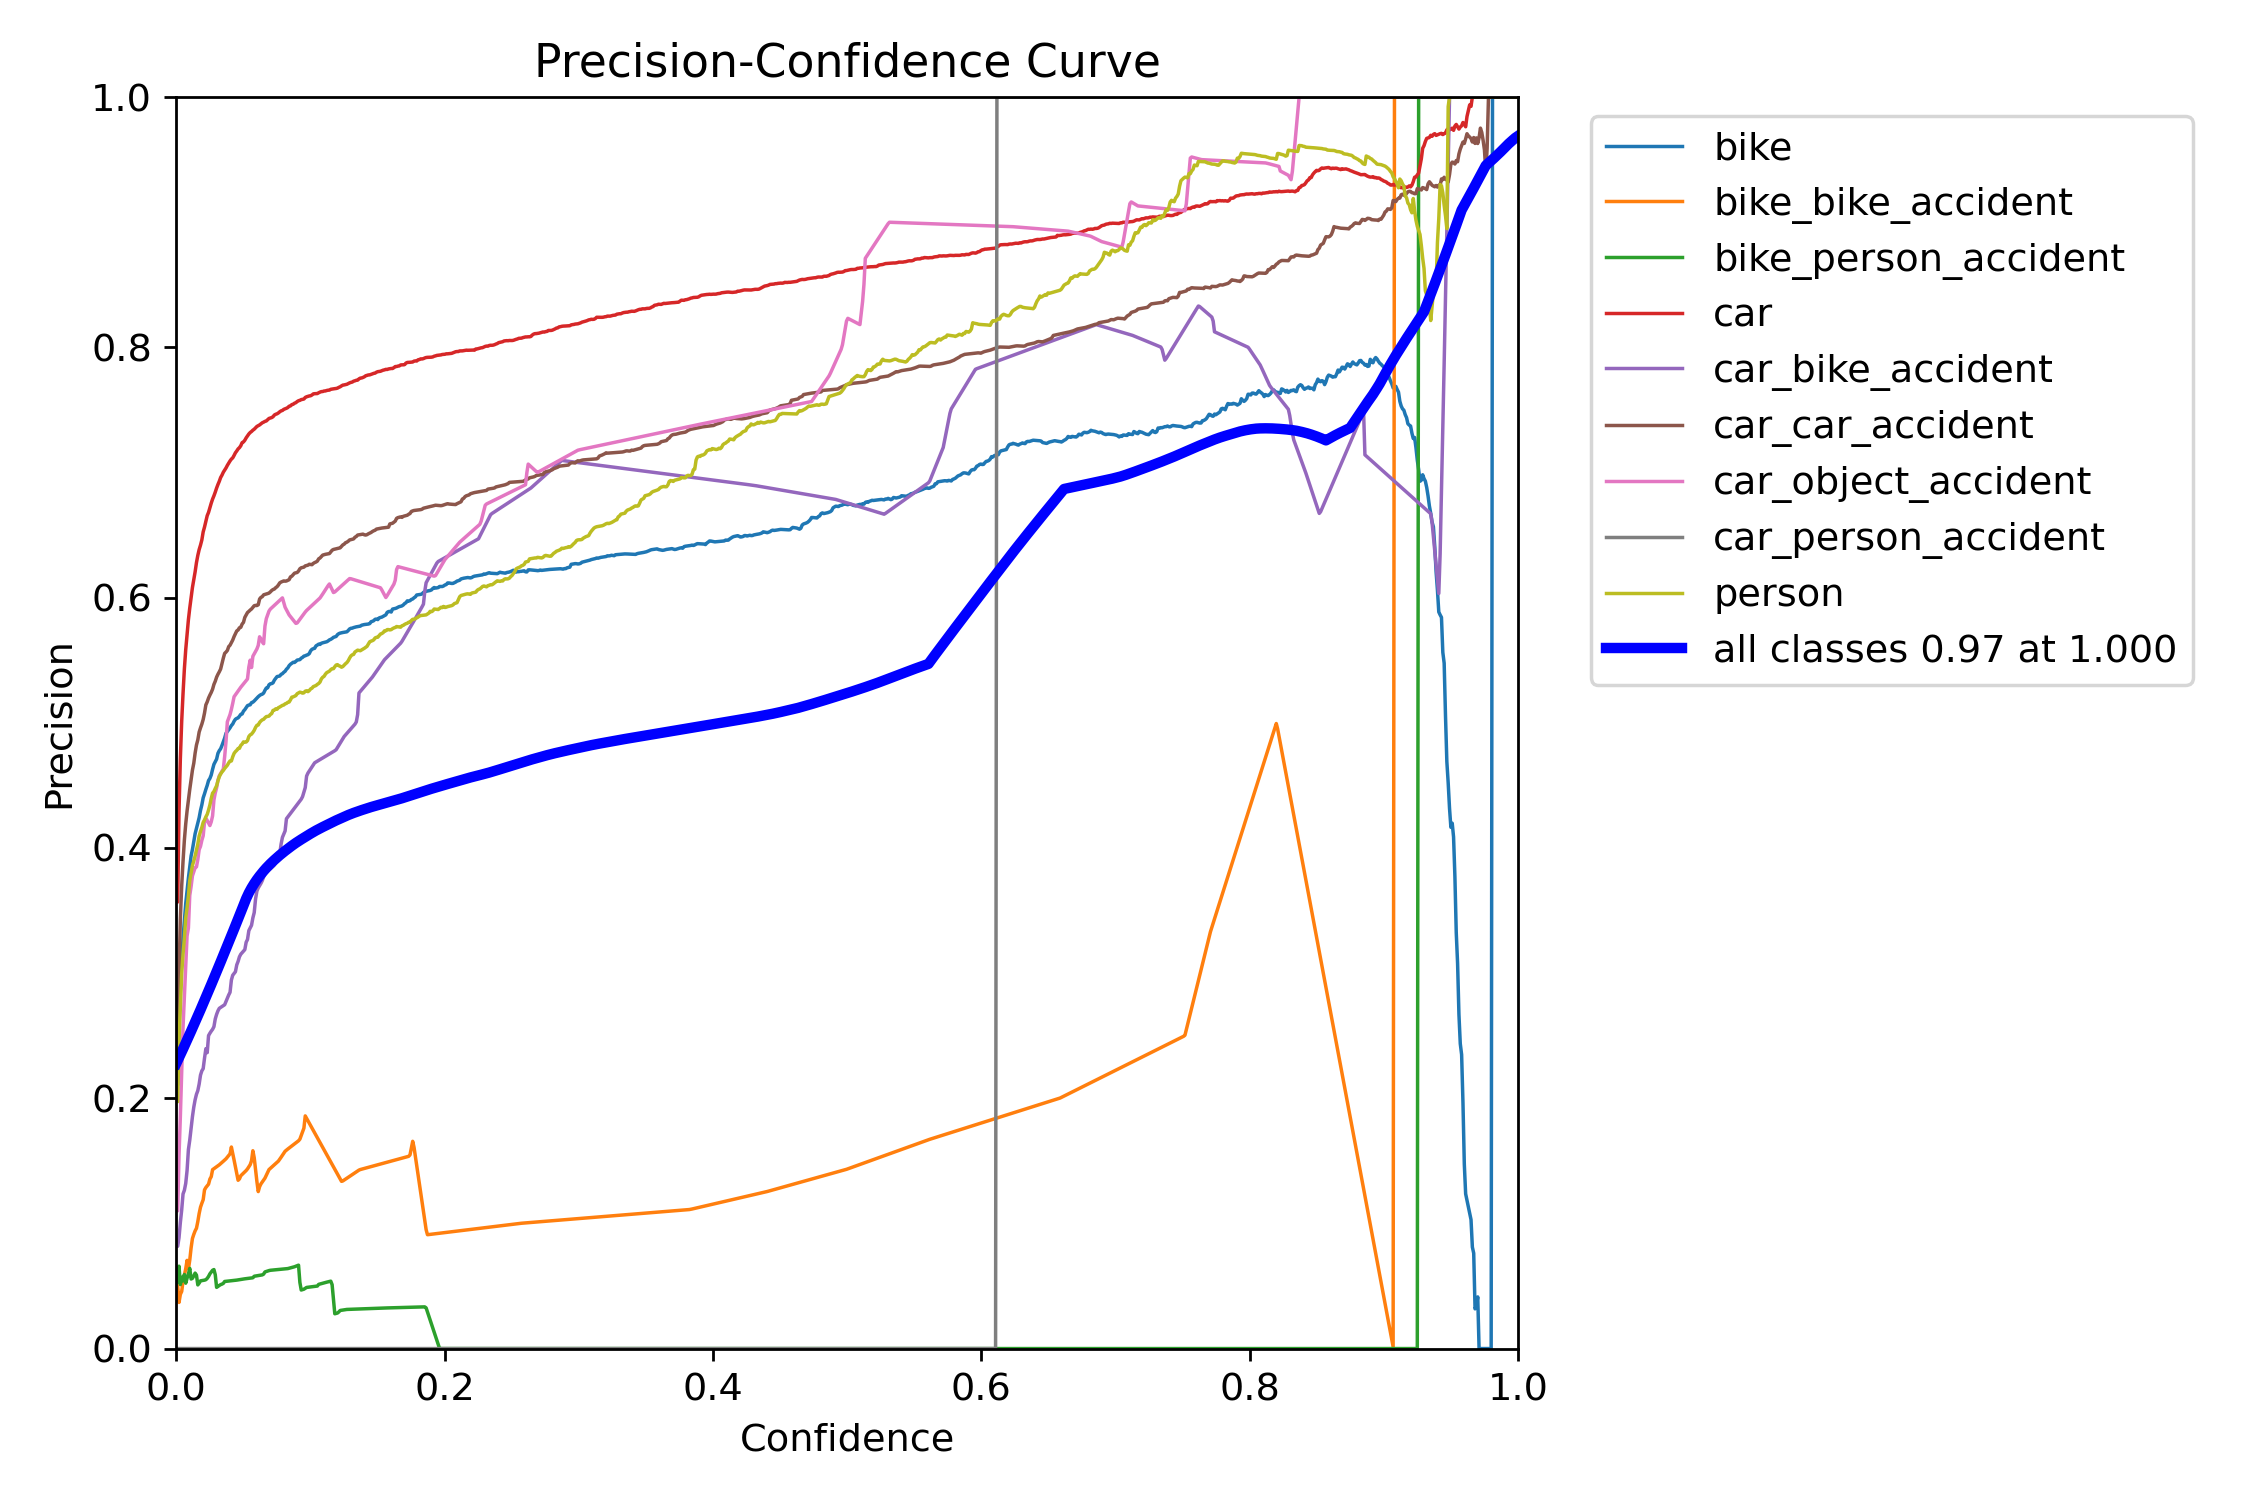 Precision-Confidence Curve
1.0
0.8
0.6
0.4
0.2
0.0
Precision
0.0 0.2 0.4 0.6 0.8 1.0
Confidence
bike
bike_bike_accident
bike_person_accident
car
car_bike_accident
car_car_accident
car_object_accident
car_person_accident
person
all classes 0.97 at 1.000